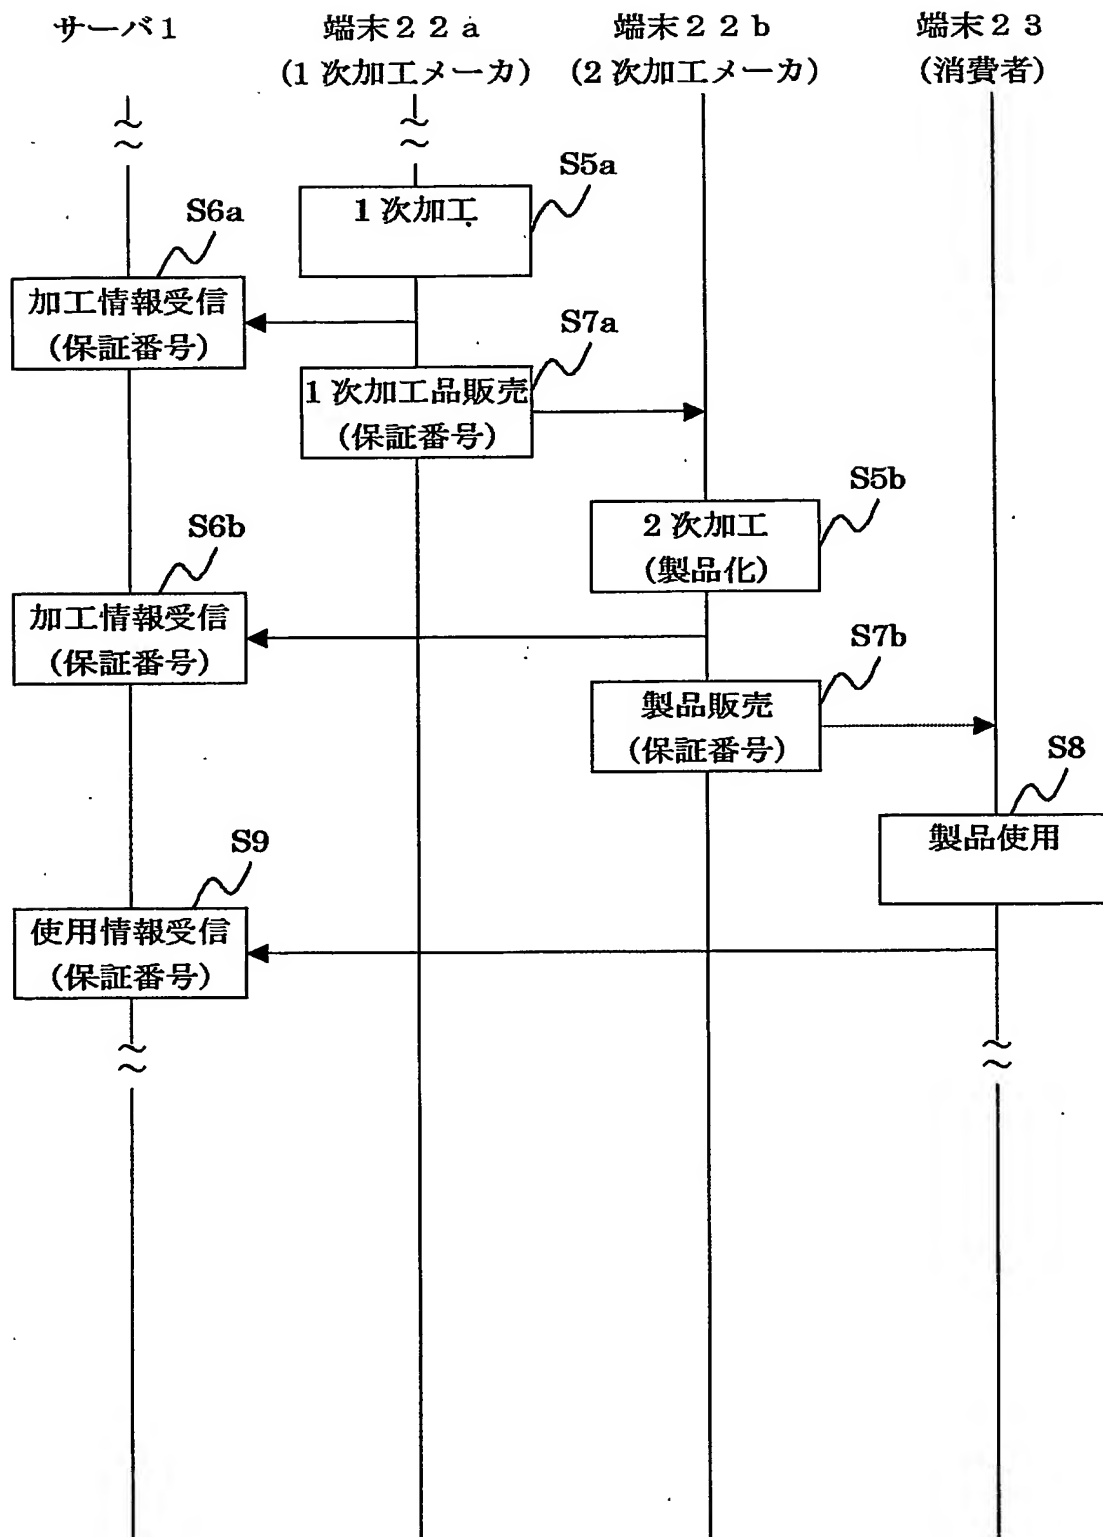 サーバ1
端末22a
(1次加工メーカ)
端末22b
(2次加工メーカ)
端末23
(消費者)
S5a
1次加工
S6a
加工情報受信
(保証番号)
S7a
1次加工品販売
(保証番号)
S5b
2次加工
(製品化)
S6b
加工情報受信
(保証番号)
S7b
製品販売
(保証番号)
S8
製品使用
S9
使用情報受信
(保証番号)